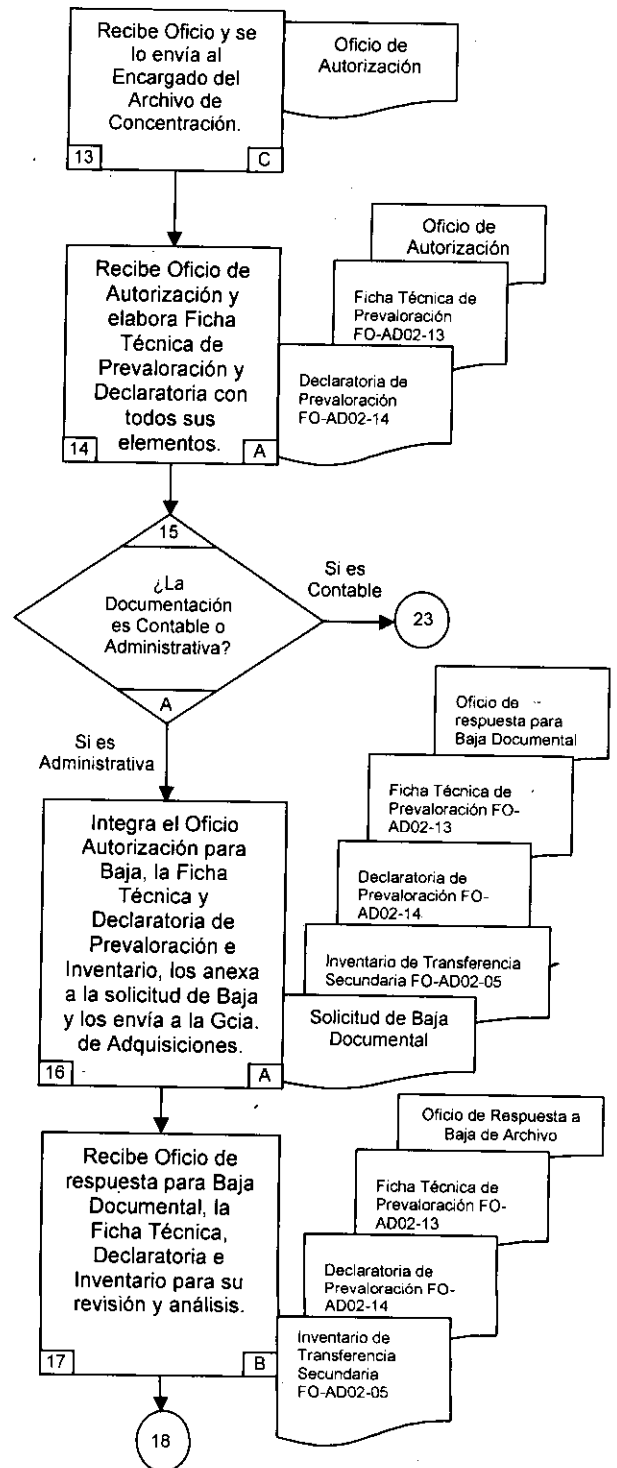 Recibe Oficio y se
lo envía al
Encargado del
Archivo de
Concentración.
13
C
Oficio de
Autorización
Recibe Oficio de
Autorización y
elabora Ficha
Técnica de
Prevaloración y
Declaratoria con
todos sus
elementos.
14
A
Oficio de
Autorización
Ficha Técnica de
Prevaloración
FO-AD02-13
Declaratoria de
Prevaloración
FO-AD02-14
15
¿La
Documentación
es Contable o
Administrativa?
A
Si es
Contable
23
Si es
Administrativa
Integra el Oficio
Autorización para
Baja, la Ficha
Técnica y
Declaratoria de
Prevaloración e
Inventario, los anexa
a la solicitud de Baja
y los envía a la Gcia.
de Adquisiciones.
16
A
Oficio de
respuesta para
Baja Documental
Ficha Técnica de
Prevaloración FO-
AD02-13
Declaratoria de
Prevaloración FO-
AD02-14
Inventario de Transferencia
Secundaria FO-AD02-05
Solicitud de Baja
Documental
Recibe Oficio de
respuesta para Baja
Documental, la
Ficha Técnica,
Declaratoria e
Inventario para su
revisión y análisis.
17
B
Oficio de Respuesta a
Baja de Archivo
Ficha Técnica de
Prevaloración FO-
AD02-13
Declaratoria de
Prevaloración FO-
AD02-14
Inventario de
Transferencia
Secundaria
FO-AD02-05
18